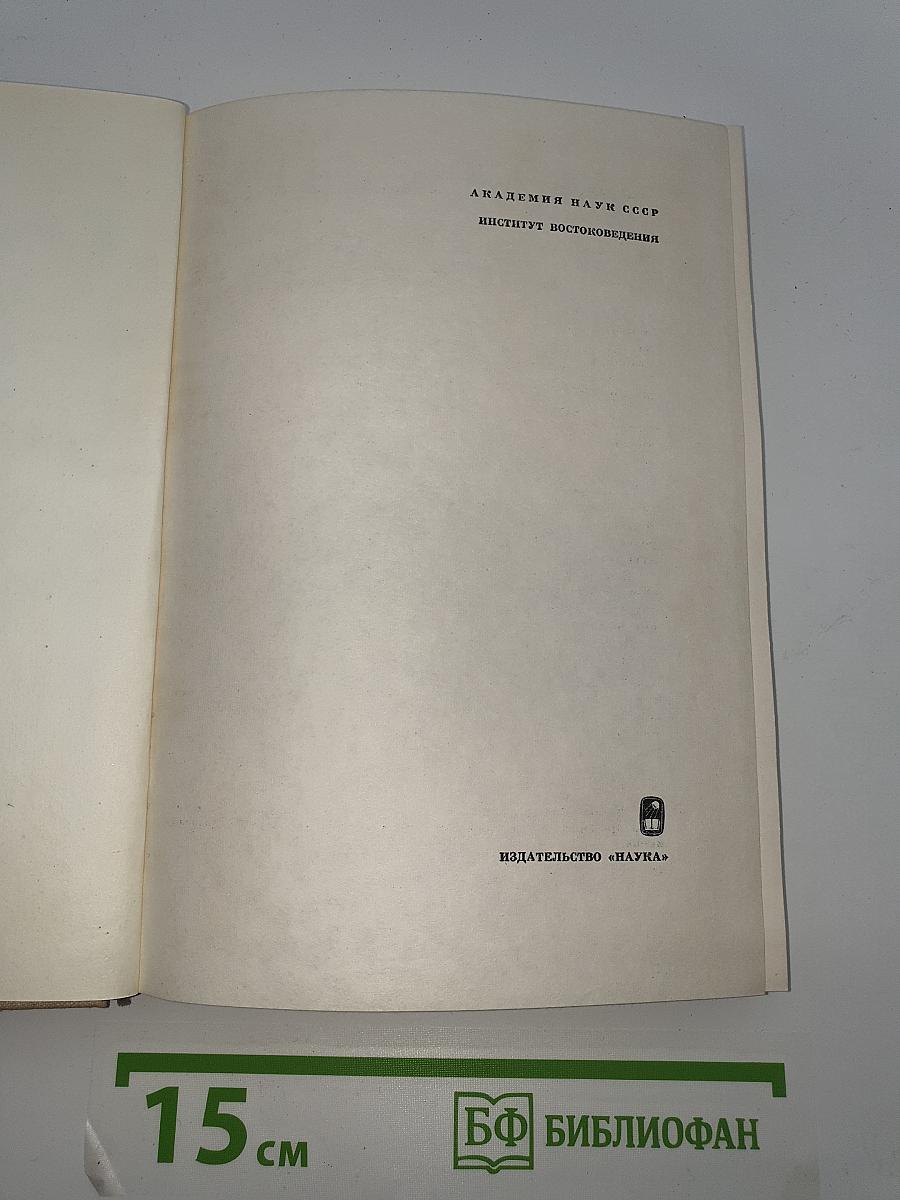 АКАДЕМИЯ НАУК СССР
ИНСТИТУТ ВОСТОКОВЕДЕНИЯ
ИЗДАТЕЛЬСТВО «НАУКА»
15 см
БФ БИБЛИОФАН